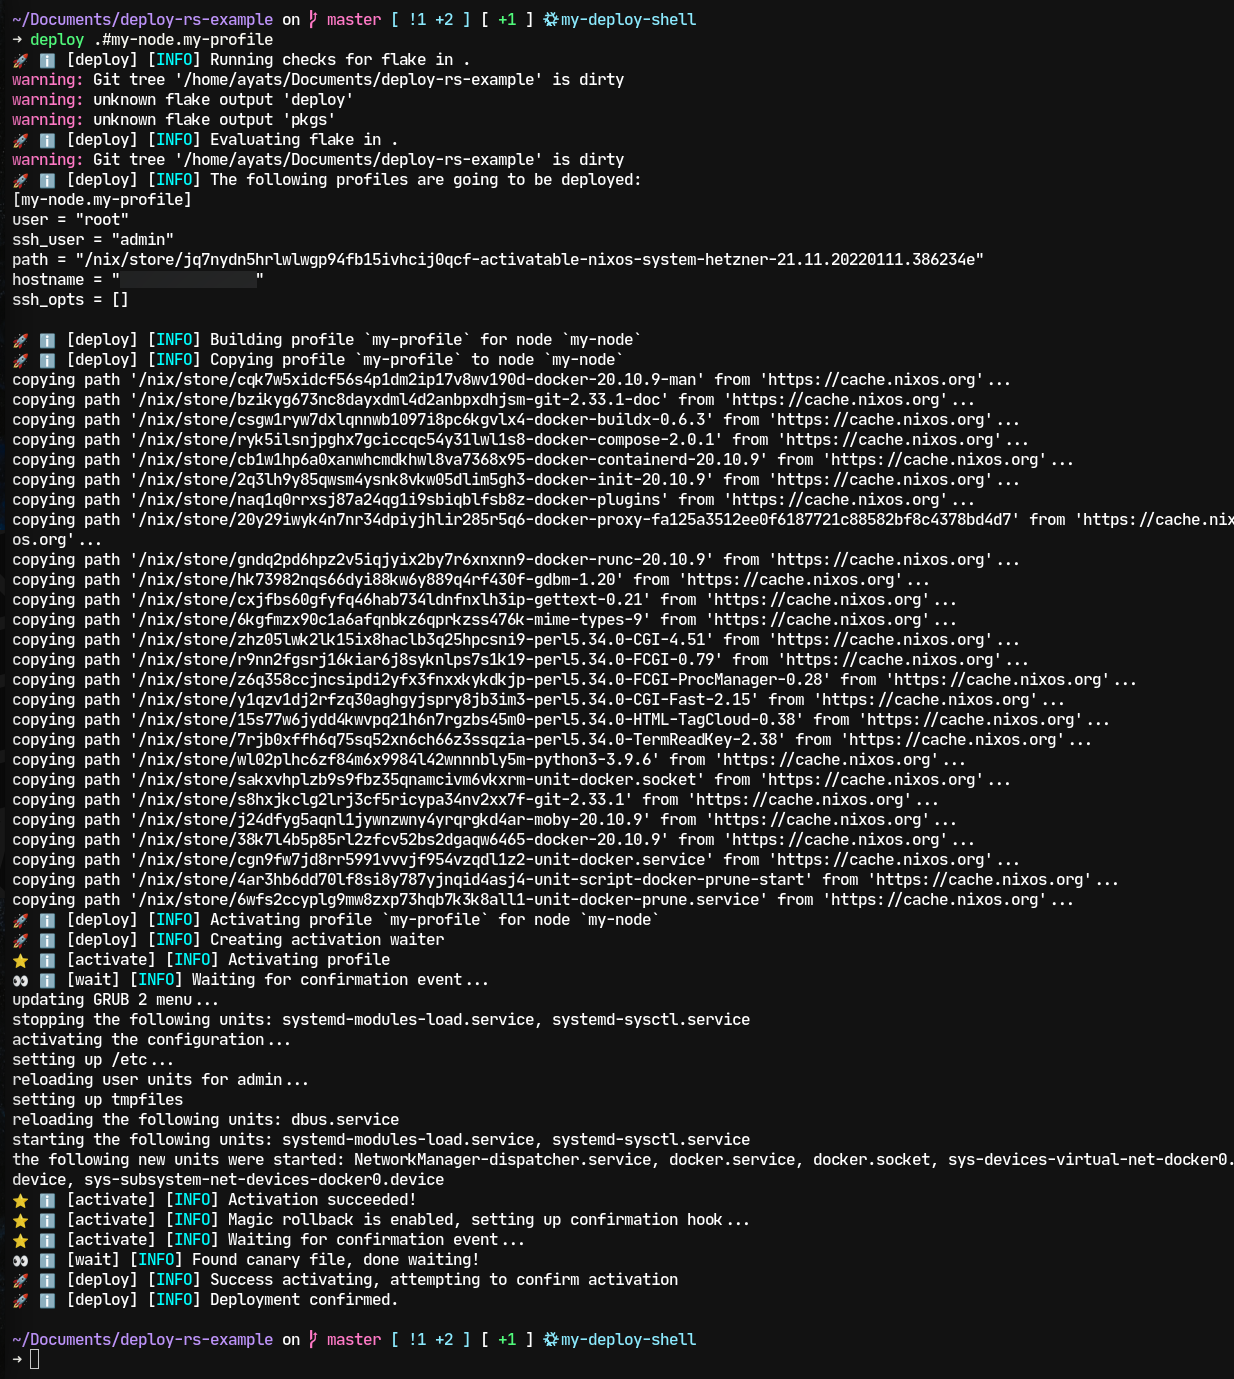 ~/Documents/deploy-rs-example on master [ !1 +2 ] [ +1 ] my-deploy-shell
→ deploy .#my-node.my-profile
🚀 ℹ️ [deploy] [INFO] Running checks for flake in .
warning: Git tree '/home/ayats/Documents/deploy-rs-example' is dirty
warning: unknown flake output 'deploy'
warning: unknown flake output 'pkgs'
🚀 ℹ️ [deploy] [INFO] Evaluating flake in .
warning: Git tree '/home/ayats/Documents/deploy-rs-example' is dirty
🚀 ℹ️ [deploy] [INFO] The following profiles are going to be deployed:
[my-node.my-profile]
user = "root"
ssh_user = "admin"
path = "/nix/store/jq7nydn5hrlwlwgp94fb15ivhcij0qcf-activatable-nixos-system-hetzner-21.11.20220111.386234e"
hostname = " "
ssh_opts = []
🚀 ℹ️ [deploy] [INFO] Building profile `my-profile` for node `my-node`
🚀 ℹ️ [deploy] [INFO] Copying profile `my-profile` to node `my-node`
copying path '/nix/store/cqk7w5xidcf56s4p1dm2ip17v8wv190d-docker-20.10.9-man' from 'https://cache.nixos.org'...
copying path '/nix/store/bzikyg673nc8dayxdml4d2anbpxdhjsm-git-2.33.1-doc' from 'https://cache.nixos.org'...
copying path '/nix/store/csgw1ryw7dxlqnnwb1097i8pc6kgvlx4-docker-buildx-0.6.3' from 'https://cache.nixos.org'...
copying path '/nix/store/ryk5ilsnjpghx7gciccqc54y31lwl1s8-docker-compose-2.0.1' from 'https://cache.nixos.org'...
copying path '/nix/store/cb1w1hp6a0xanwhcmdkhwl8va7368x95-docker-containerd-20.10.9' from 'https://cache.nixos.org'...
copying path '/nix/store/2q3lh9y85qwsm4ysnk8vkw05dlim5gh3-docker-init-20.10.9' from 'https://cache.nixos.org'...
copying path '/nix/store/naq1q0rrxsj87a24qg1i9sbiqblfsb8z-docker-plugins' from 'https://cache.nixos.org'...
copying path '/nix/store/20y29iwyk4n7nr34dpiyjhlir285r5q6-docker-proxy-fa125a3512ee0f6187721c88582bf8c4378bd4d7' from 'https://cache.nix
os.org'...
copying path '/nix/store/gndq2pd6hpz2v5iqjyix2by7r6xnxnn9-docker-runc-20.10.9' from 'https://cache.nixos.org'...
copying path '/nix/store/hk73982nqs66dyi88kw6y889q4rf430f-gdbm-1.20' from 'https://cache.nixos.org'...
copying path '/nix/store/cxjfbs60gfyfq46hab734ldnfnxlh3ip-gettext-0.21' from 'https://cache.nixos.org'...
copying path '/nix/store/6kgfmzx90c1a6afqnbkz6qprkzss476k-mime-types-9' from 'https://cache.nixos.org'...
copying path '/nix/store/zhz05lwk2lk15ix8haclb3q25hpcsni9-perl5.34.0-CGI-4.51' from 'https://cache.nixos.org'...
copying path '/nix/store/r9nn2fgsrj16kiar6j8syknlps7s1k19-perl5.34.0-FCGI-0.79' from 'https://cache.nixos.org'...
copying path '/nix/store/z6q358ccjncsipdi2yfx3fnxxkykdkjp-perl5.34.0-FCGI-ProcManager-0.28' from 'https://cache.nixos.org'...
copying path '/nix/store/y1qzv1dj2rfzq30aghgyjspry8jb3im3-perl5.34.0-CGI-Fast-2.15' from 'https://cache.nixos.org'...
copying path '/nix/store/15s77w6jydd4kwvpq21h6n7rgzbs45m0-perl5.34.0-HTML-TagCloud-0.38' from 'https://cache.nixos.org'...
copying path '/nix/store/7rjb0xffh6q75sq52xn6ch66z3ssqzia-perl5.34.0-TermReadKey-2.38' from 'https://cache.nixos.org'...
copying path '/nix/store/wl02plhc6zf84m6x9984l42wnnnbly5m-python3-3.9.6' from 'https://cache.nixos.org'...
copying path '/nix/store/sakxvhplzb9s9fbz35qnamcivm6vkxrm-unit-docker.socket' from 'https://cache.nixos.org'...
copying path '/nix/store/s8hxjkclg2lrj3cf5ricypa34nv2xx7f-git-2.33.1' from 'https://cache.nixos.org'...
copying path '/nix/store/j24dfyg5aqnl1jywnzwny4yrqrgkd4ar-moby-20.10.9' from 'https://cache.nixos.org'...
copying path '/nix/store/38k7l4b5p85rl2zfcv52bs2dgaqw6465-docker-20.10.9' from 'https://cache.nixos.org'...
copying path '/nix/store/cgn9fw7jd8rr5991vvvjf954vzqdl1z2-unit-docker.service' from 'https://cache.nixos.org'...
copying path '/nix/store/4ar3hb6dd70lf8si8y787yjnqid4asj4-unit-script-docker-prune-start' from 'https://cache.nixos.org'...
copying path '/nix/store/6wfs2ccyplg9mw8zxp73hqb7k3k8all1-unit-docker-prune.service' from 'https://cache.nixos.org'...
🚀 ℹ️ [deploy] [INFO] Activating profile `my-profile` for node `my-node`
🚀 ℹ️ [deploy] [INFO] Creating activation waiter
⭐ ℹ️ [activate] [INFO] Activating profile
👀 ℹ️ [wait] [INFO] Waiting for confirmation event...
updating GRUB 2 menu...
stopping the following units: systemd-modules-load.service, systemd-sysctl.service
activating the configuration...
setting up /etc...
reloading user units for admin...
setting up tmpfiles
reloading the following units: dbus.service
starting the following units: systemd-modules-load.service, systemd-sysctl.service
the following new units were started: NetworkManager-dispatcher.service, docker.service, docker.socket, sys-devices-virtual-net-docker0.
device, sys-subsystem-net-devices-docker0.device
⭐ ℹ️ [activate] [INFO] Activation succeeded!
⭐ ℹ️ [activate] [INFO] Magic rollback is enabled, setting up confirmation hook...
⭐ ℹ️ [activate] [INFO] Waiting for confirmation event...
👀 ℹ️ [wait] [INFO] Found canary file, done waiting!
🚀 ℹ️ [deploy] [INFO] Success activating, attempting to confirm activation
🚀 ℹ️ [deploy] [INFO] Deployment confirmed.
~/Documents/deploy-rs-example on master [ !1 +2 ] [ +1 ] my-deploy-shell
→